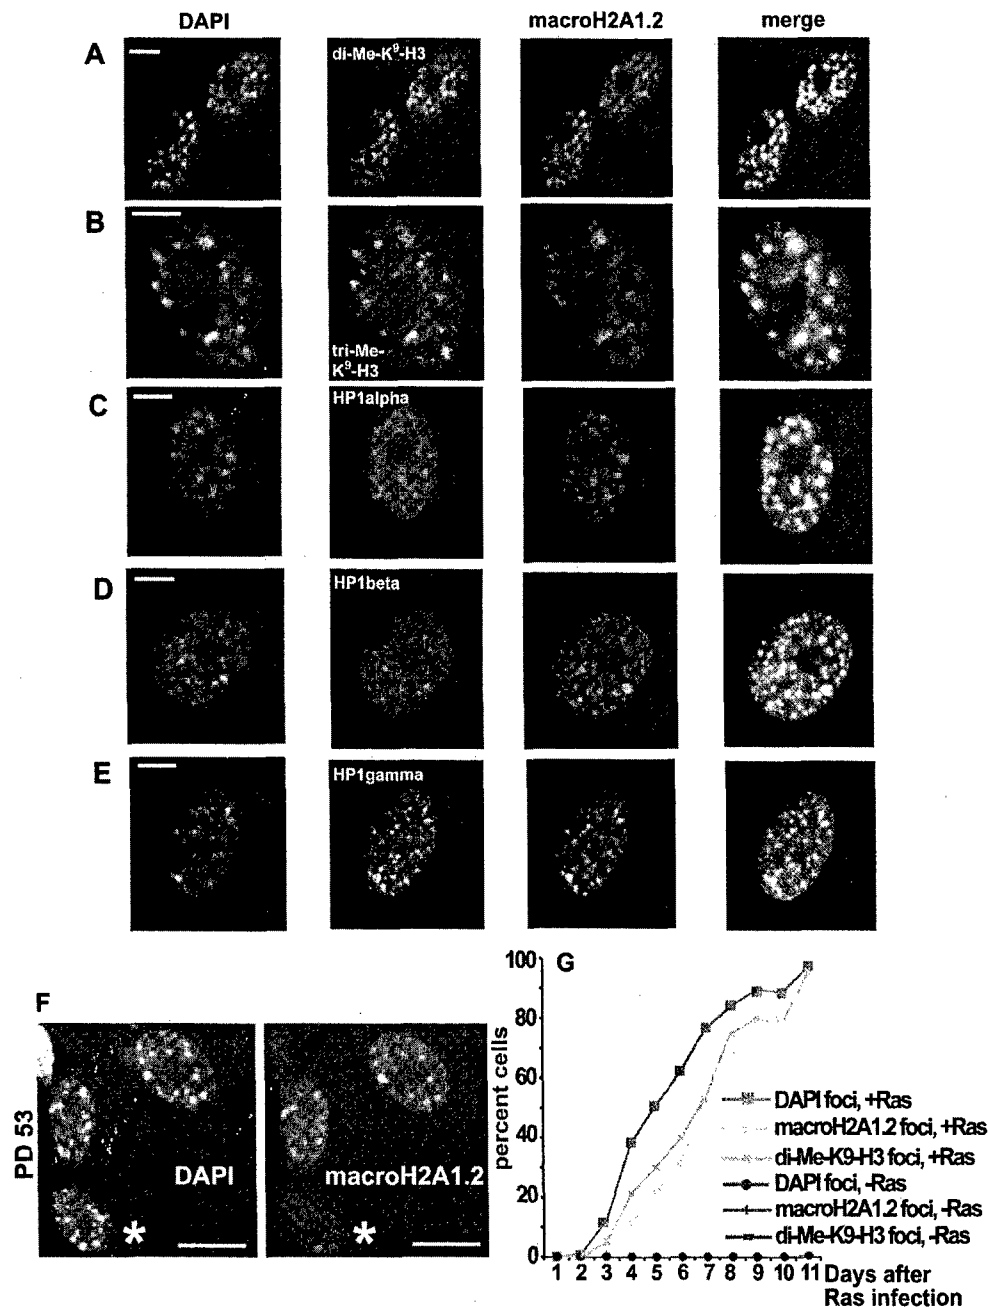 DAPI macroH2A1.2 merge
A
di-Me-K⁹-H3
B
tri-Me-
K⁹-H3
C
HP1alpha
D
HP1beta
E
HP1gamma
F
PD 53
DAPI
*
macroH2A1.2
*
G
percent cells
100
80
60
40
20
0
DAPI foci, +Ras
macroH2A1.2 foci, +Ras
di-Me-K9-H3 foci, +Ras
DAPI foci, -Ras
macroH2A1.2 foci, -Ras
di-Me-K9-H3 foci, -Ras
1 2 3 4 5 6 7 8 9 10 11 Days after
Ras infection